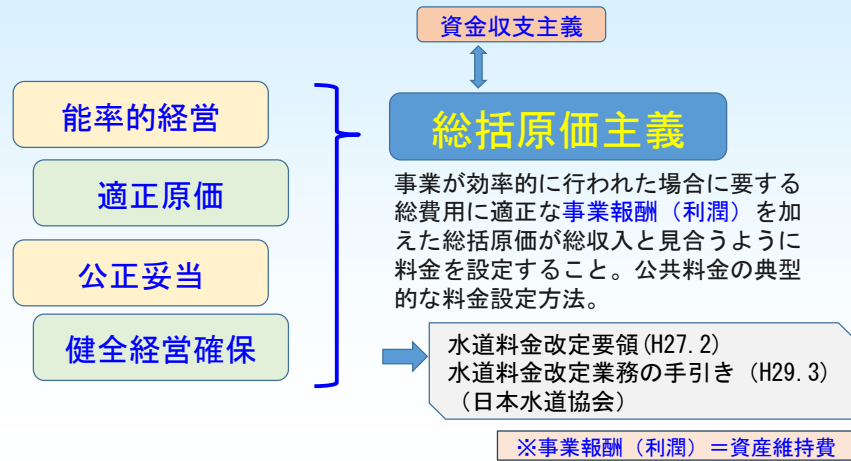 資金収支主義
能率的経営
適正原価
公正妥当
健全経営確保
総括原価主義
事業が効率的に行われた場合に要する
総費用に適正な事業報酬（利潤）を加
えた総括原価が総収入と見合うように
料金を設定すること。公共料金の典型
的な料金設定方法。
水道料金改定要領(H27.2)
水道料金改定業務の手引き（H29.3）
（日本水道協会）
※事業報酬（利潤）＝資産維持費